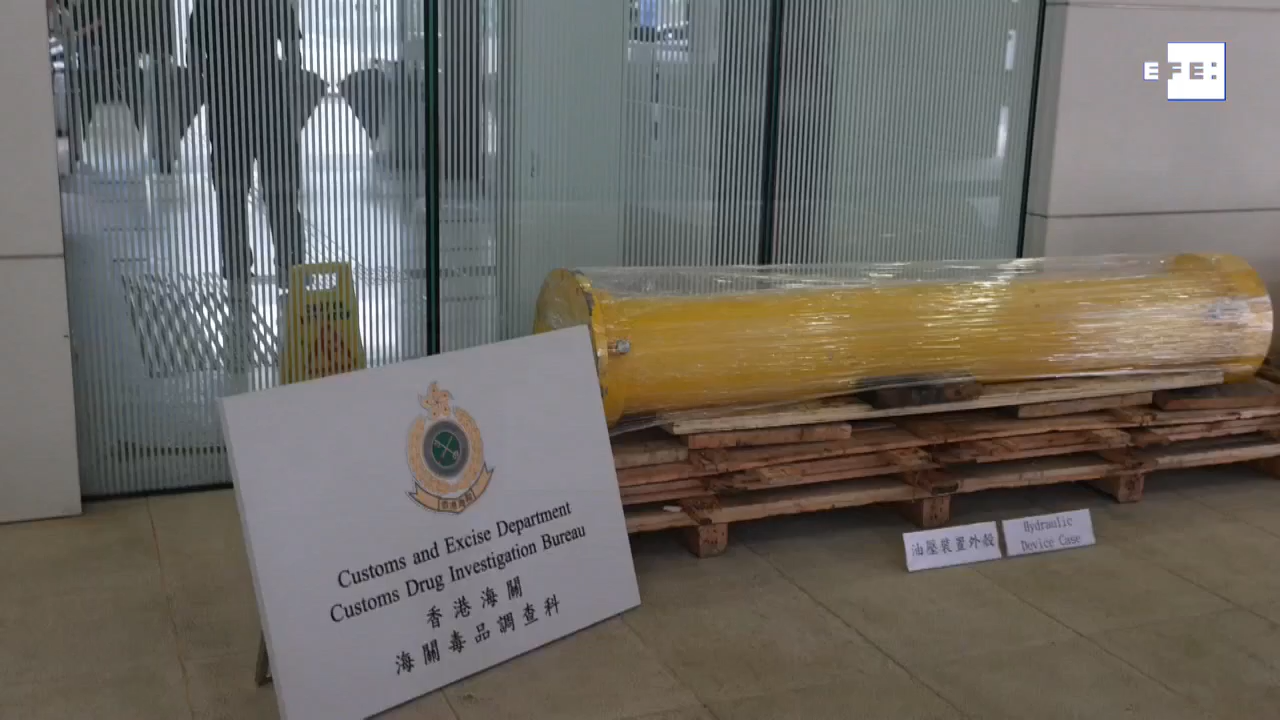 EFE:
香港海關
Customs and Excise Department
Customs Drug Investigation Bureau
香港海關
海關毒品調查科
油壓裝置外殼
Hydraulic
Device Case